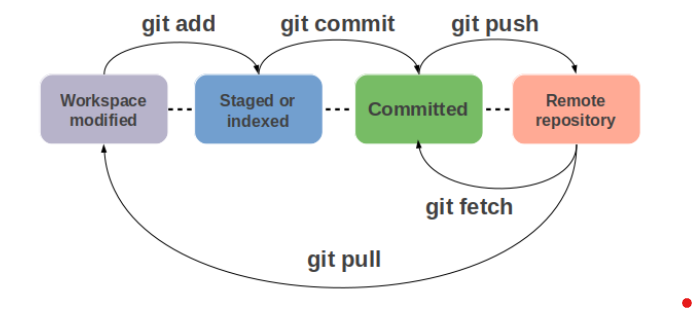 git add
git commit
git push
Workspace
modified
Staged or
indexed
Committed
Remote
repository
git fetch
git pull